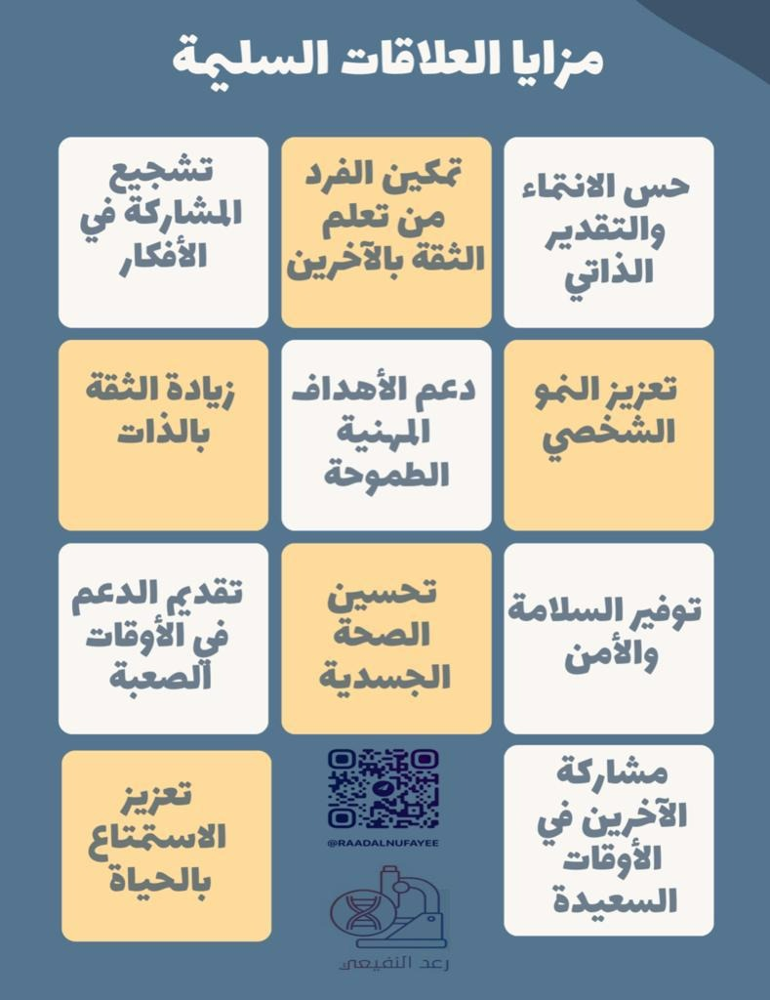 مزايا العلاقات السليمة
حس الانتماء
والتقدير
الذاتي
تمكين الفرد
من تعلم
الثقة بالآخرين
تشجيع
المشاركة في
الأفكار
تعزيز النمو
الشخصي
دعم الأهداف
المهنية
الطموحة
زيادة الثقة
بالذات
توفير السلامة
والأمن
تحسين
الصحة
الجسدية
تقديم الدعم
في الأوقات
الصعبة
مشاركة
الآخرين في
الأوقات
السعيدة
@RAADALNUFAYEE
رعد النفيعي
تعزيز
الاستمتاع
بالحياة